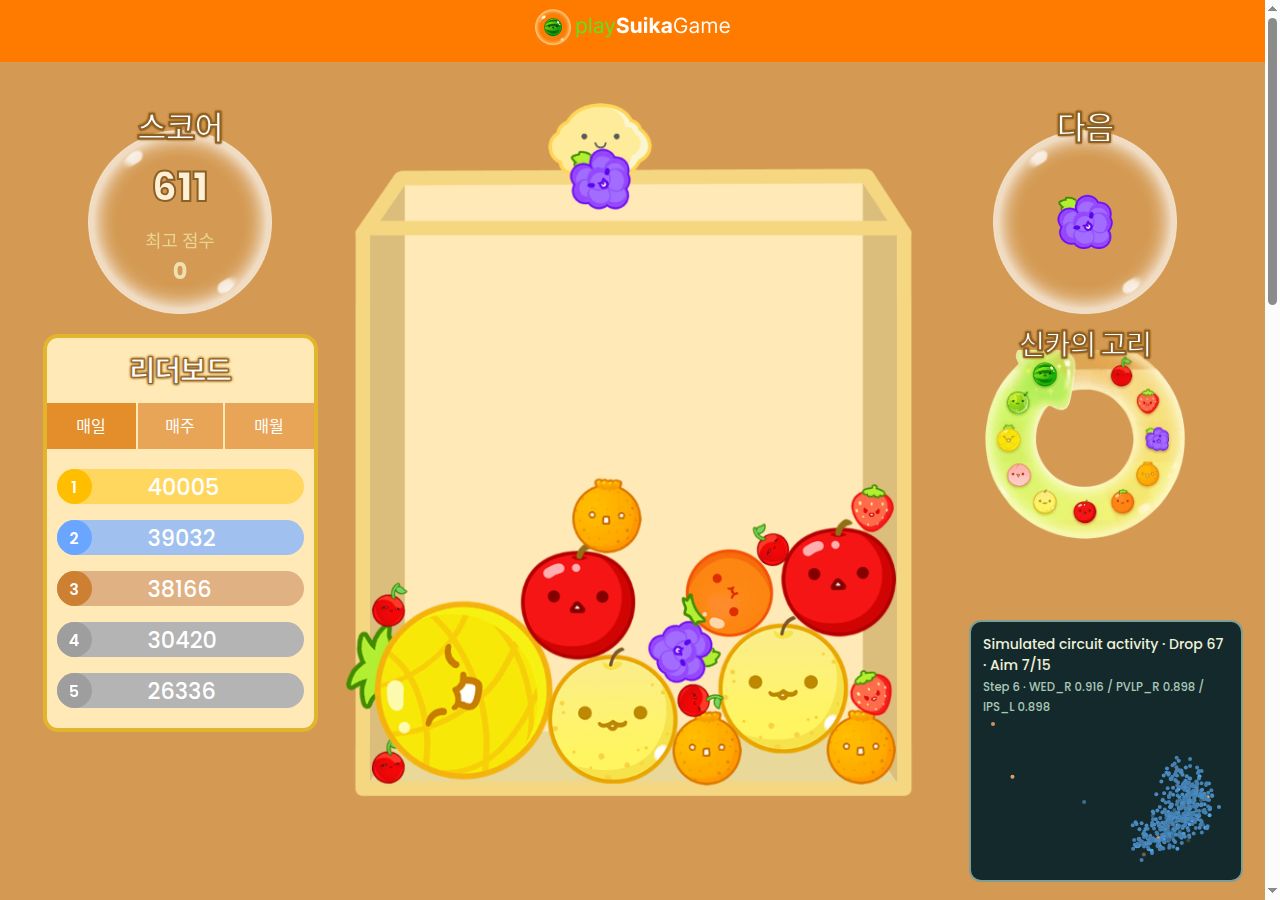 playSuikaGame
스코어
611
최고 점수
0
다음
신카의 고리
리더보드
매일 매주 매월
1 40005
2 39032
3 38166
4 30420
5 26336
Simulated circuit activity · Drop 67
· Aim 7/15
Step 6 · WED_R 0.916 / PVLP_R 0.898 /
IPS_L 0.898